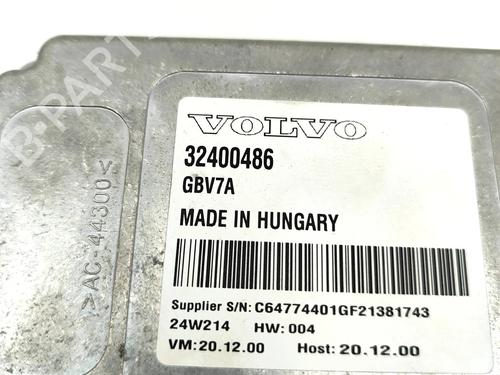 VOLVO
32400486
GBV7A
MADE IN HUNGARY
Supplier S/N: C64774401GF21381743
24W214 HW: 004
VM: 20.12.00 Host: 20.12.00
>AC-44300<
B-PARTS